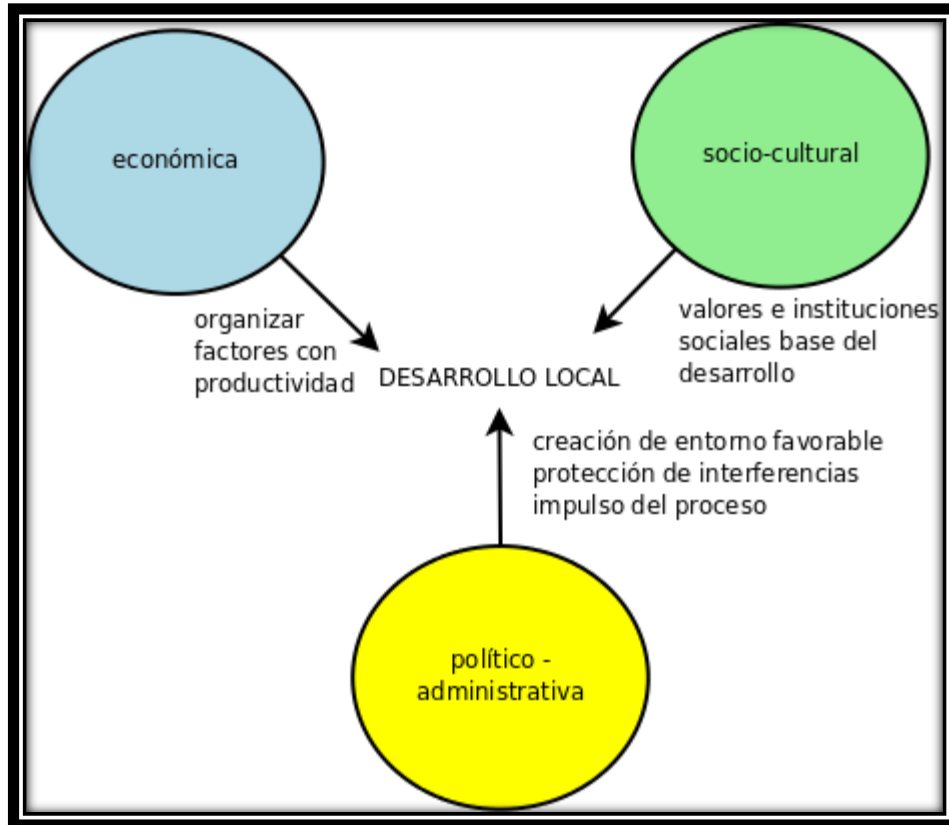 económica
socio-cultural
organizar
factores con
productividad
valores e instituciones
sociales base del
desarrollo
DESARROLLO LOCAL
creación de entorno favorable
protección de interferencias
impulso del proceso
político -
administrativa